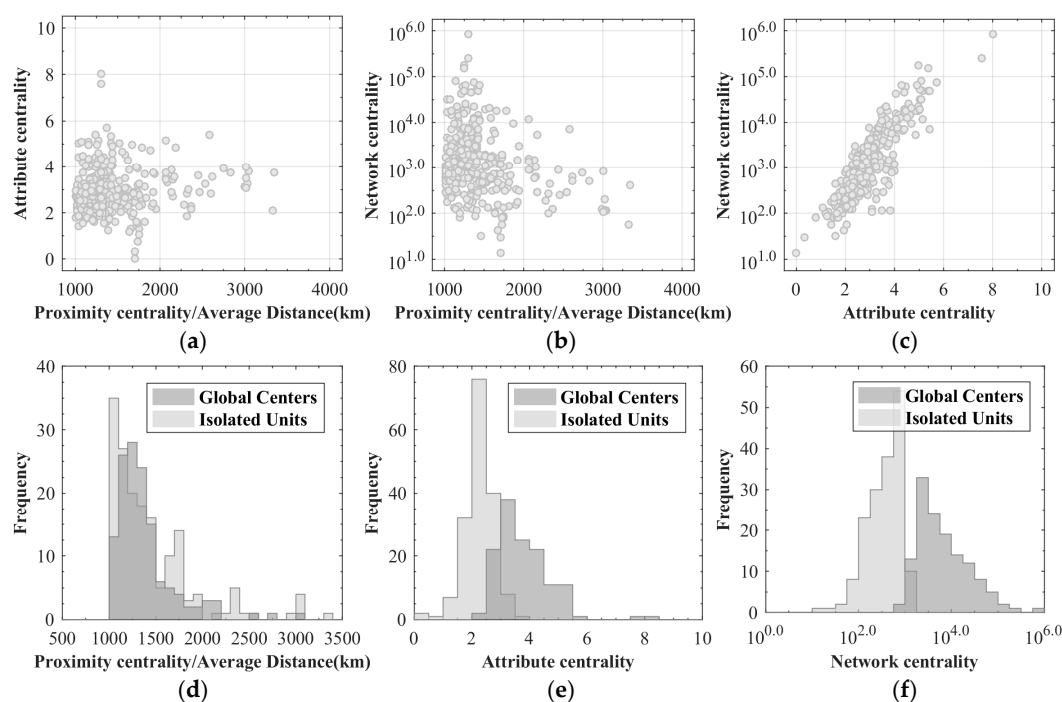 10
8
6
4
2
0
Attribute centrality
1000 2000 3000 4000
Proximity centrality/Average Distance(km)
(a)
10^6.0
10^5.0
10^4.0
10^3.0
10^2.0
10^1.0
Network centrality
1000 2000 3000 4000
Proximity centrality/Average Distance(km)
(b)
10^6.0
10^5.0
10^4.0
10^3.0
10^2.0
10^1.0
Network centrality
0 2 4 6 8 10
Attribute centrality
(c)
40
30
20
10
0
Frequency
Global Centers
Isolated Units
500 1000 1500 2000 2500 3000 3500
Proximity centrality/Average Distance(km)
(d)
80
60
40
20
0
Frequency
Global Centers
Isolated Units
0 2 4 6 8 10
Attribute centrality
(e)
60
50
40
30
20
10
0
Frequency
Global Centers
Isolated Units
10^0.0 10^2.0 10^4.0 10^6.0
Network centrality
(f)